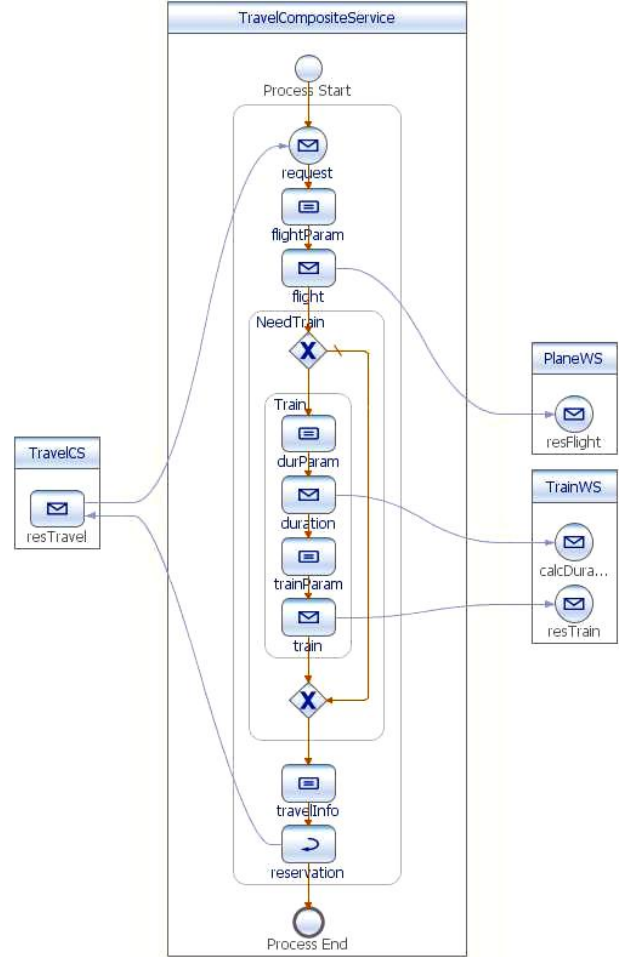 TravelCompositeService
Process Start
request
flightParam
flight
NeedTrain
X
Train
durParam
duration
trainParam
train
X
travelInfo
reservation
Process End
TravelCS
resTravel
PlaneWS
resFlight
TrainWS
calcDura...
resTrain